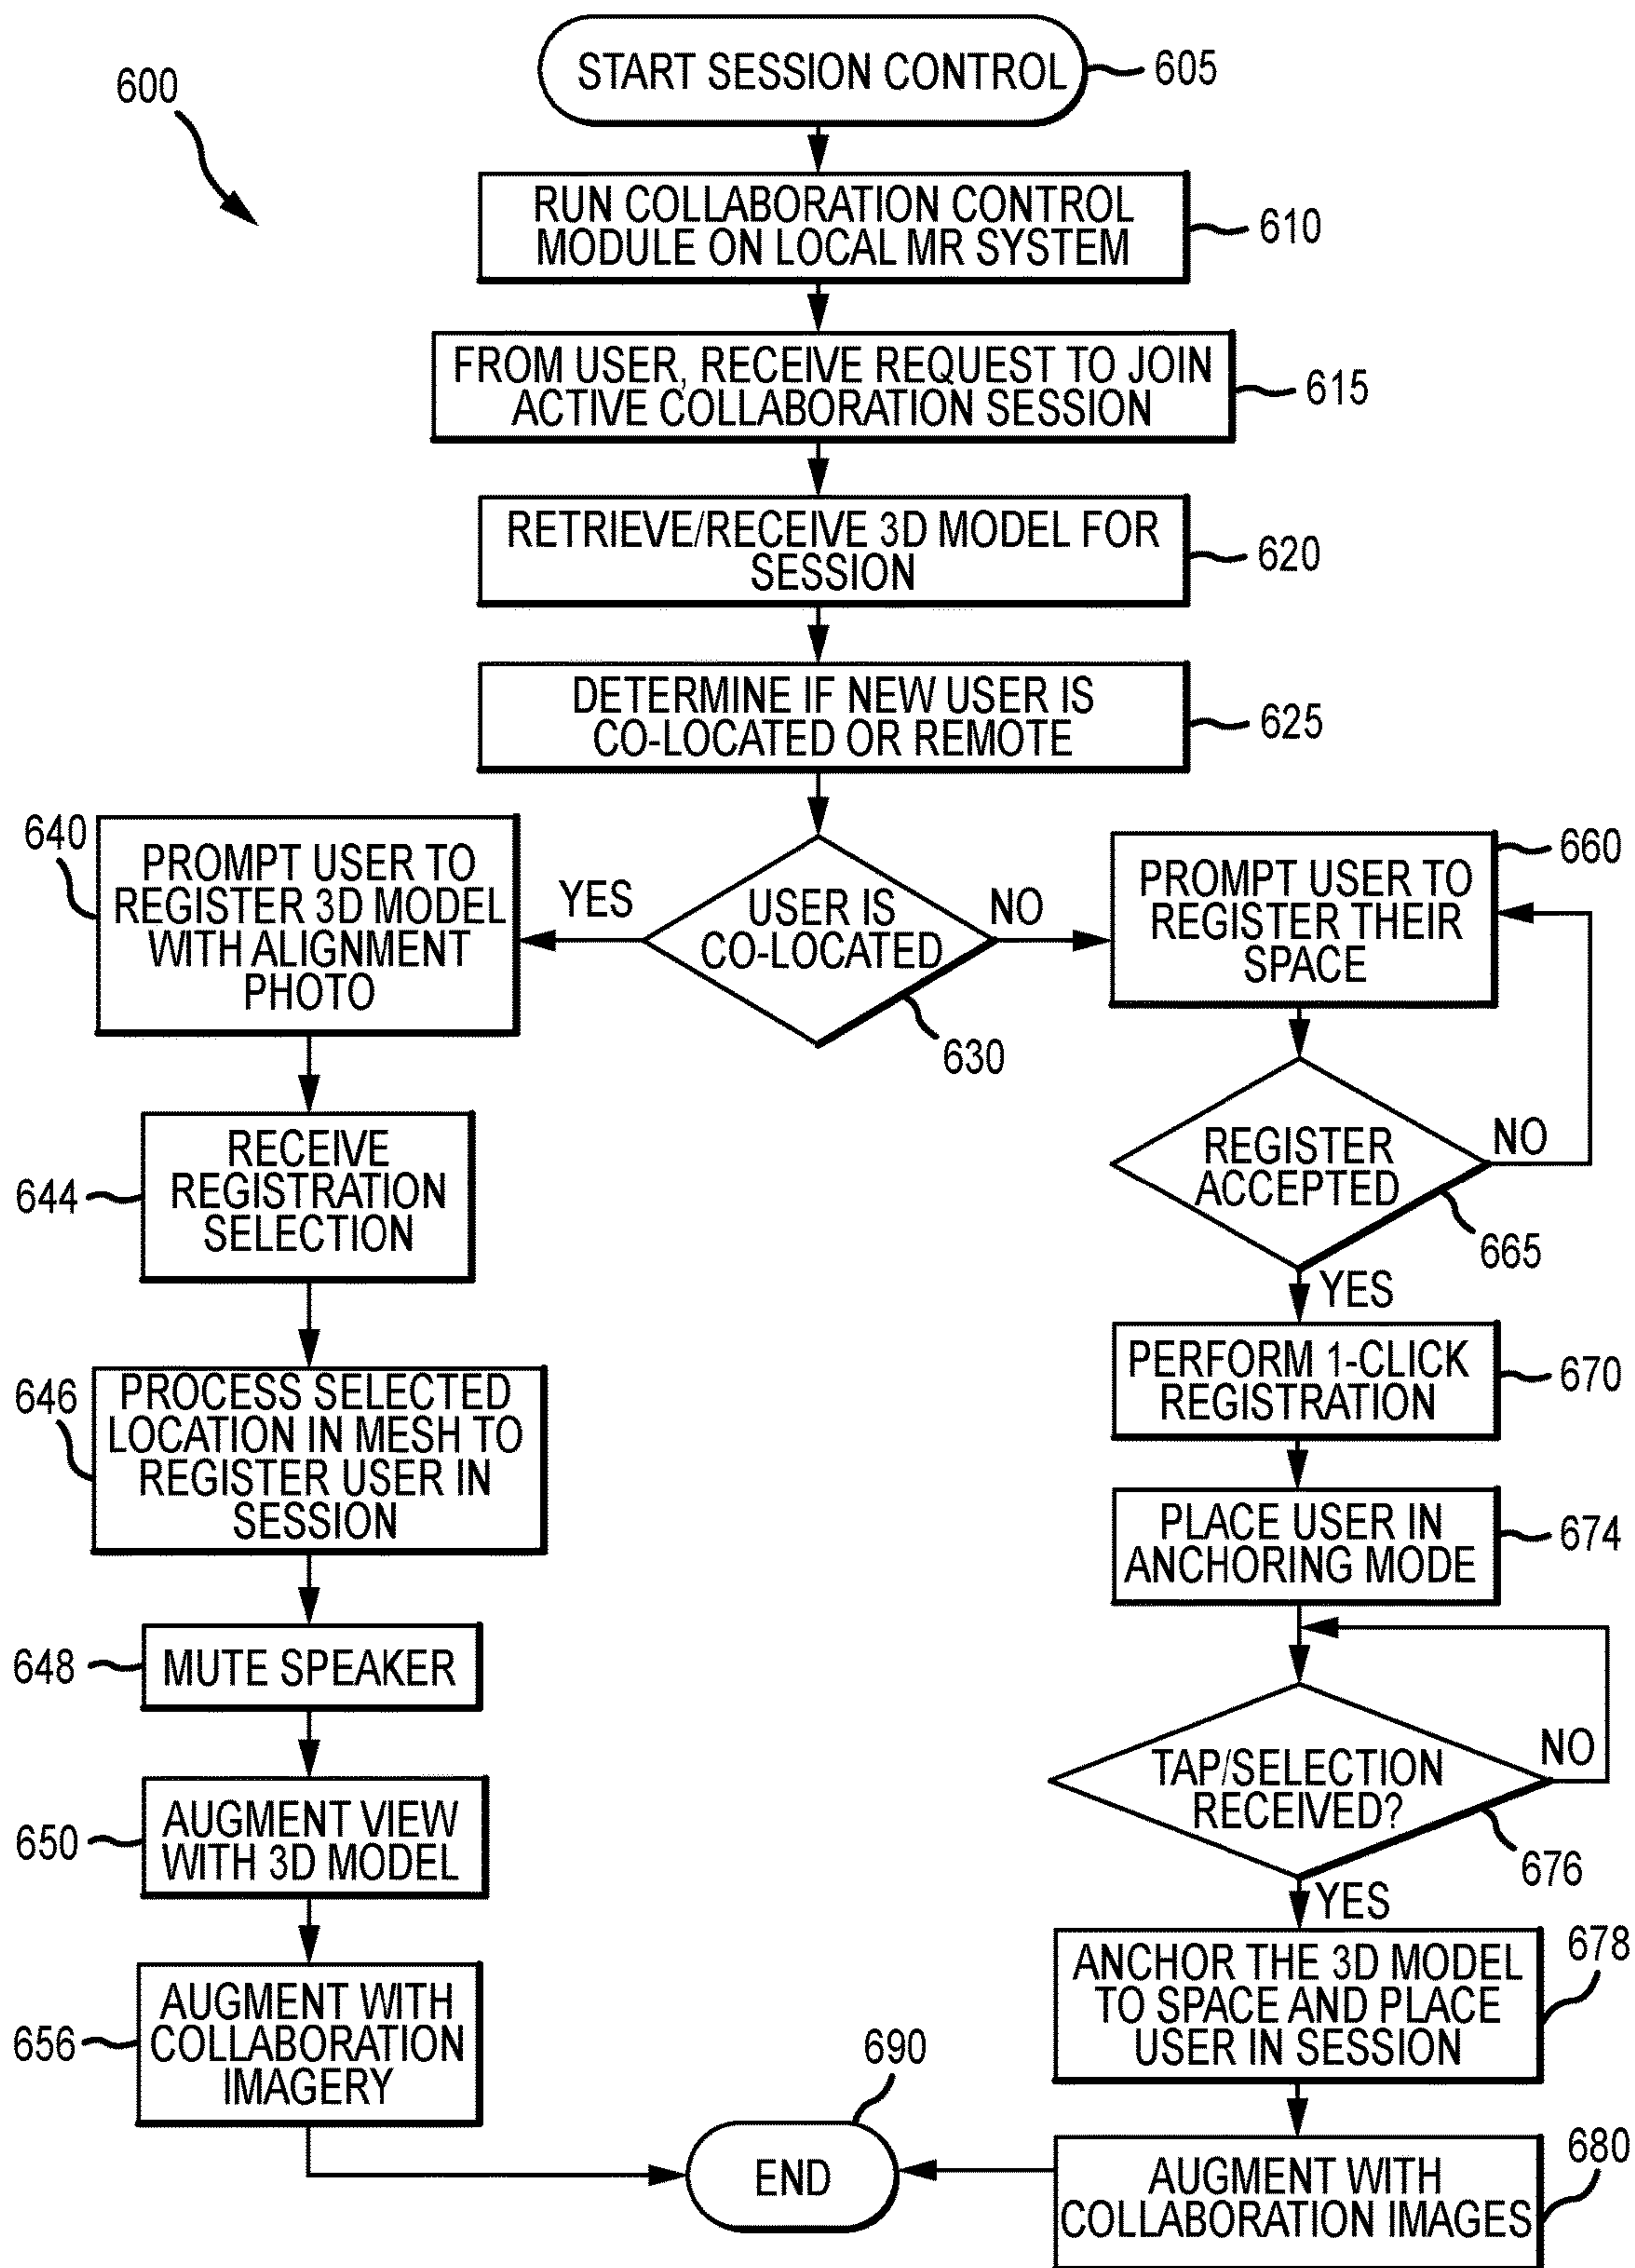 600
START SESSION CONTROL
605
RUN COLLABORATION CONTROL
MODULE ON LOCAL MR SYSTEM
610
FROM USER, RECEIVE REQUEST TO JOIN
ACTIVE COLLABORATION SESSION
615
RETRIEVE/RECEIVE 3D MODEL FOR
SESSION
620
DETERMINE IF NEW USER IS
CO-LOCATED OR REMOTE
625
USER IS
CO-LOCATED
630
YES
NO
640
PROMPT USER TO
REGISTER 3D MODEL
WITH ALIGNMENT
PHOTO
644
RECEIVE
REGISTRATION
SELECTION
646
PROCESS SELECTED
LOCATION IN MESH TO
REGISTER USER IN
SESSION
648
MUTE SPEAKER
650
AUGMENT VIEW
WITH 3D MODEL
656
AUGMENT WITH
COLLABORATION
IMAGERY
660
PROMPT USER TO
REGISTER THEIR
SPACE
REGISTER
ACCEPTED
NO
665
YES
PERFORM 1-CLICK
REGISTRATION
670
PLACE USER IN
ANCHORING MODE
674
TAP/SELECTION
RECEIVED?
NO
676
YES
ANCHOR THE 3D MODEL
TO SPACE AND PLACE
USER IN SESSION
678
AUGMENT WITH
COLLABORATION IMAGES
680
690
END